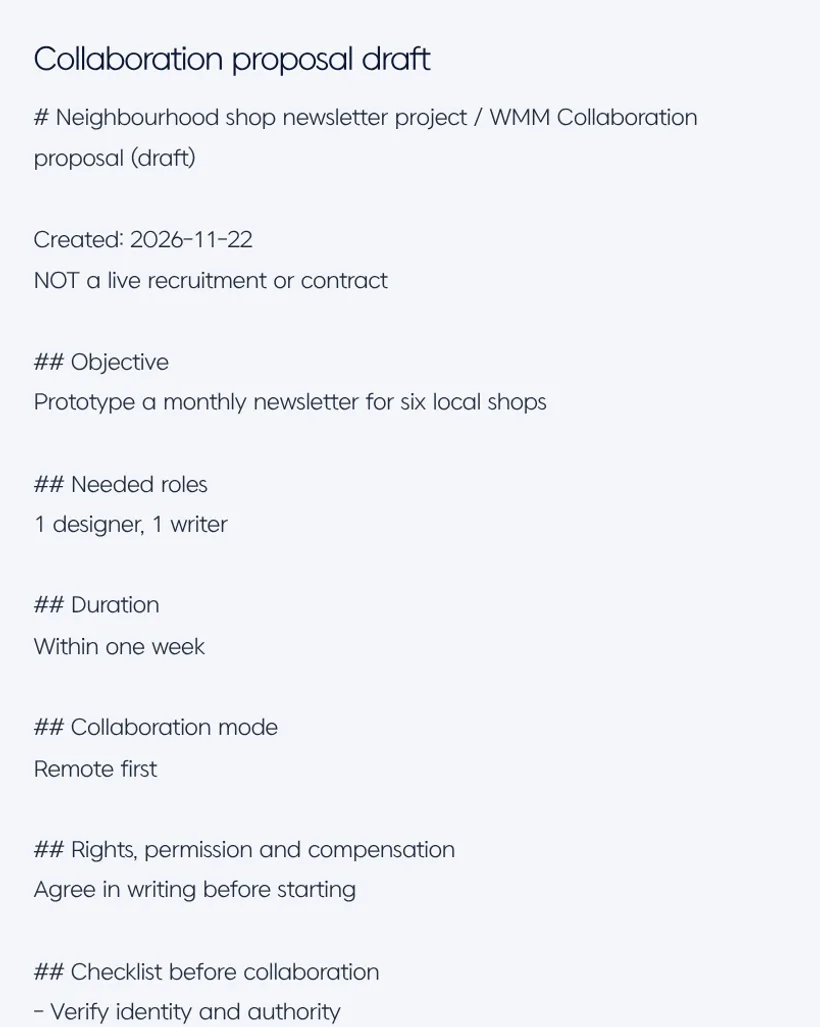 Collaboration proposal draft
# Neighbourhood shop newsletter project / WMM Collaboration
proposal (draft)
Created: 2026-11-22
NOT a live recruitment or contract
## Objective
Prototype a monthly newsletter for six local shops
## Needed roles
1 designer, 1 writer
## Duration
Within one week
## Collaboration mode
Remote first
## Rights, permission and compensation
Agree in writing before starting
## Checklist before collaboration
- Verify identity and authority